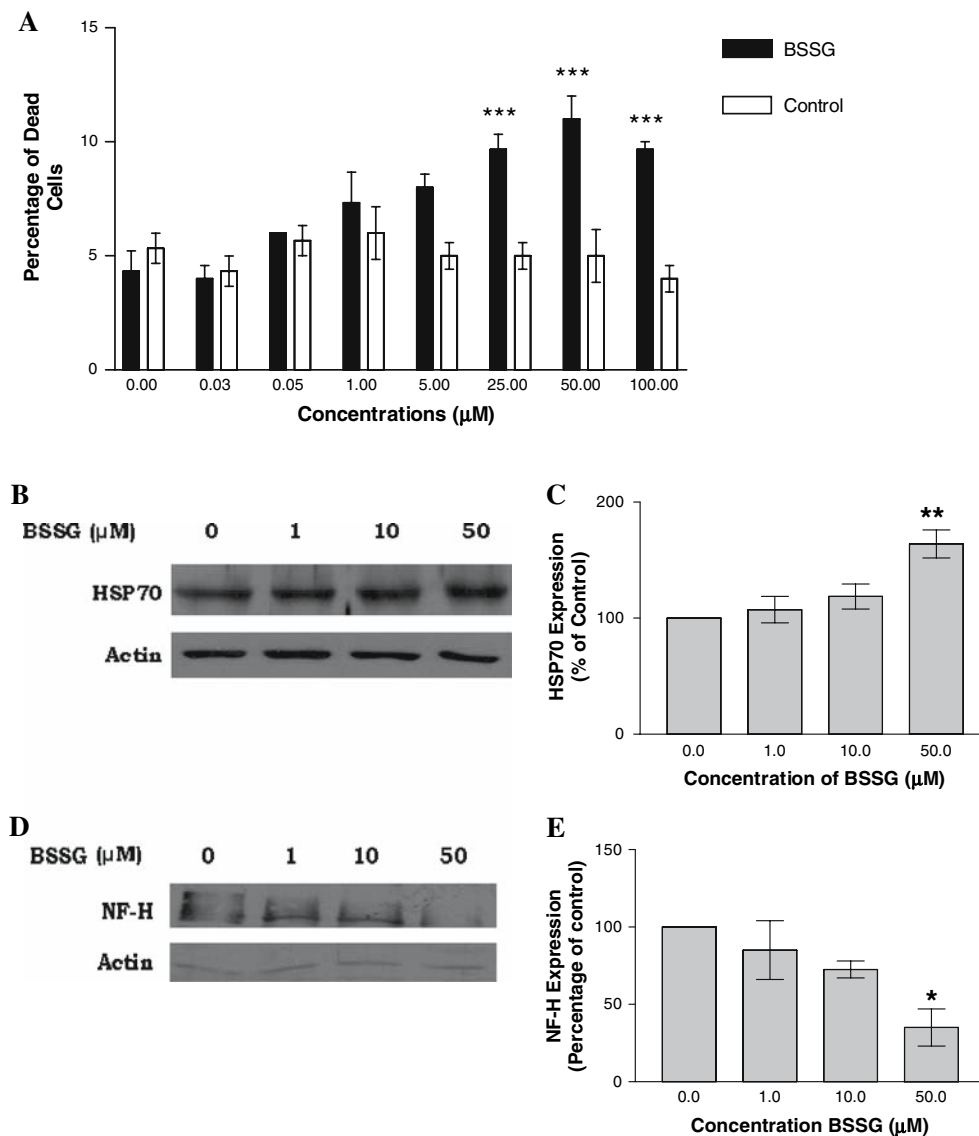 A
15
10
5
0
Percentage of Dead
Cells
BSSG
Control
***
***
***
0.00 0.03 0.05 1.00 5.00 25.00 50.00 100.00
Concentrations (μM)
B
BSSG (μM) 0 1 10 50
HSP70
Actin
C
HSP70 Expression
(% of Control)
200
100
0
**
0.0 1.0 10.0 50.0
Concentration of BSSG (μM)
D
BSSG (μM) 0 1 10 50
NF-H
Actin
E
NF-H Expression
(Percentage of control)
150
100
50
0
*
0.0 1.0 10.0 50.0
Concentration BSSG (μM)